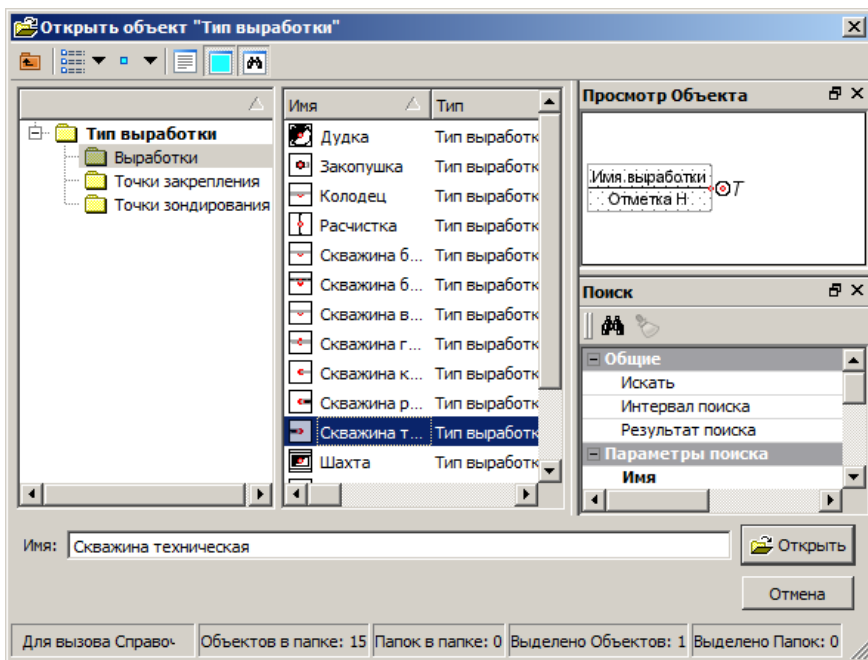 Открыть объект "Тип выработки"
Тип выработки
Выработки
Точки закрепления
Точки зондирования
Имя Тип
Дудка Тип выработк
Закопушка Тип выработк
Колодец Тип выработк
Расчистка Тип выработк
Скважина б... Тип выработк
Скважина б... Тип выработк
Скважина в... Тип выработк
Скважина г... Тип выработк
Скважина к... Тип выработк
Скважина р... Тип выработк
Скважина т... Тип выработк
Шахта Тип выработк
Просмотр Объекта
Имя выработки
Отметка Н
Т
Поиск
Общие
Искать
Интервал поиска
Результат поиска
Параметры поиска
Имя
Имя: Скважина техническая
Открыть
Отмена
Для вызова Справоч Объектов в папке: 15 Папок в папке: 0 Выделено Объектов: 1 Выделено Папок: 0